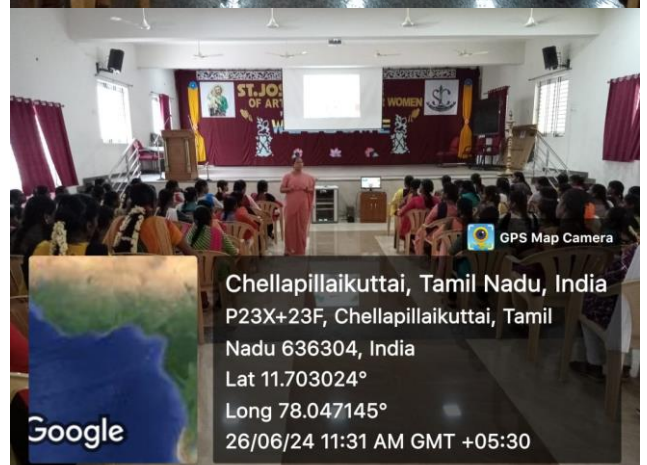 ST.JOS
OF ART
WOMEN
GPS Map Camera
Chellapillaikuttai, Tamil Nadu, India
P23X+23F, Chellapillaikuttai, Tamil
Nadu 636304, India
Lat 11.703024°
Long 78.047145°
26/06/24 11:31 AM GMT +05:30
Google